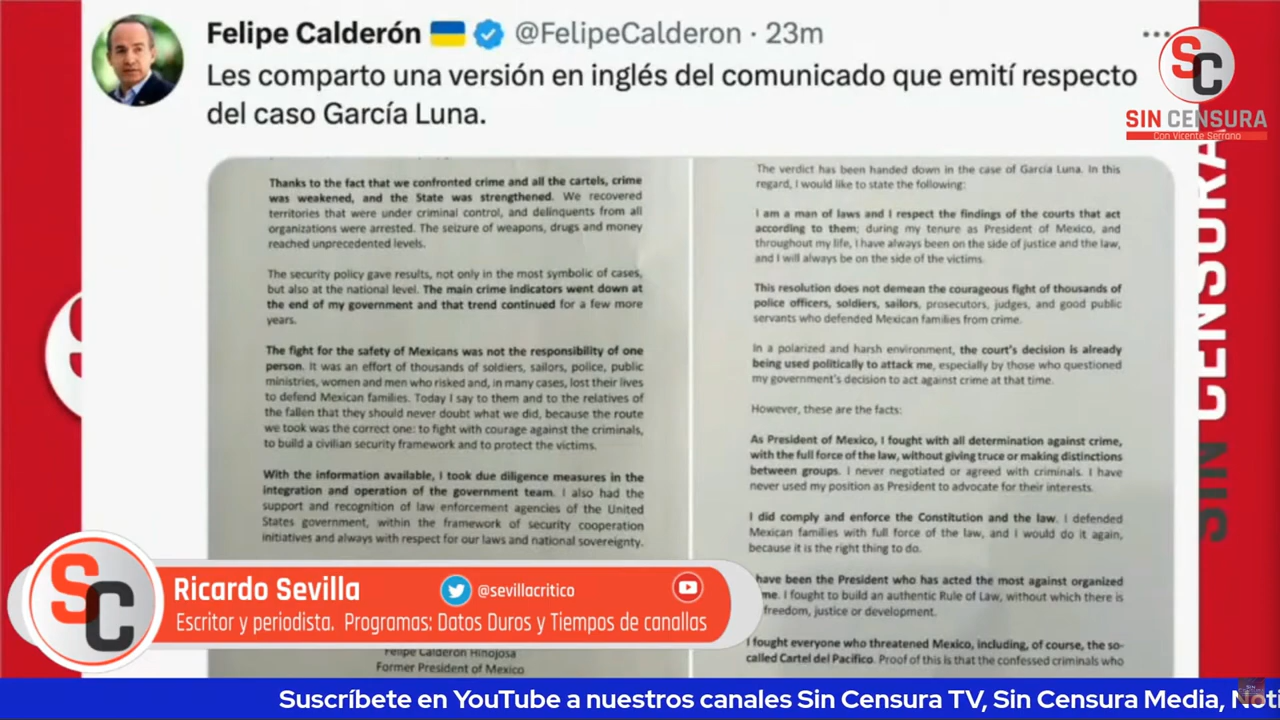 Felipe Calderón @FelipeCalderon · 23m
Les comparto una versión en inglés del comunicado que emití respecto
del caso García Luna.
SC
SIN CENSURA
Con Vicente Serrano
Thanks to the fact that we confronted crime and all the cartels, crime
was weakened, and the State was strengthened. We recovered
territories that were under criminal control, and delinquents from all
organizations were arrested. The seizure of weapons, drugs and money
reached unprecedented levels.
The security policy gave results, not only in the most symbolic of cases,
but also at the national level. The main crime indicators went down at
the end of my government and that trend continued for a few more
years.
The fight for the safety of Mexicans was not the responsibility of one
person. It was an effort of thousands of soldiers, sailors, police, public
ministries, women and men who risked and, in many cases, lost their lives
to defend Mexican families. Today I say to them and to the relatives of
the fallen that they should never doubt what we did, because the route
we took was the correct one: to fight with courage against the criminals,
to build a civilian security framework and to protect the victims.
With the information available, I took due diligence measures in the
integration and operation of the government team. I also had the
support and recognition of law enforcement agencies of the United
States government, within the framework of security cooperation
initiatives and always with respect for our laws and national sovereignty.
Felipe Calderón Hinojosa
Former President of Mexico
The verdict has been handed down in the case of García Luna. In this
regard, I would like to state the following:
I am a man of laws and I respect the findings of the courts that act
according to them; during my tenure as President of Mexico, and
throughout my life, I have always been on the side of justice and the law,
and I will always be on the side of the victims.
This resolution does not demean the courageous fight of thousands of
police officers, soldiers, sailors, prosecutors, judges, and good public
servants who defended Mexican families from crime.
In a polarized and harsh environment, the court's decision is already
being used politically to attack me, especially by those who questioned
my government's decision to act against crime at that time.
However, these are the facts:
As President of Mexico, I fought with all determination against crime,
with the full force of the law, without giving truce or making distinctions
between groups. I never negotiated or agreed with criminals. I have
never used my position as President to advocate for their interests.
I did comply and enforce the Constitution and the law. I defended
Mexican families with full force of the law, and I would do it again,
because it is the right thing to do.
have been the President who has acted the most against organized
me. I fought to build an authentic Rule of Law, without which there is
freedom, justice or development.
I fought everyone who threatened Mexico, including, of course, the so-
called Cartel del Pacífico. Proof of this is that the confessed criminals who
SIN CENSURA
SC
Ricardo Sevilla
@sevillacritico
Escritor y periodista. Programas: Datos Duros y Tiempos de canallas
Suscríbete en YouTube a nuestros canales Sin Censura TV, Sin Censura Media, Noti